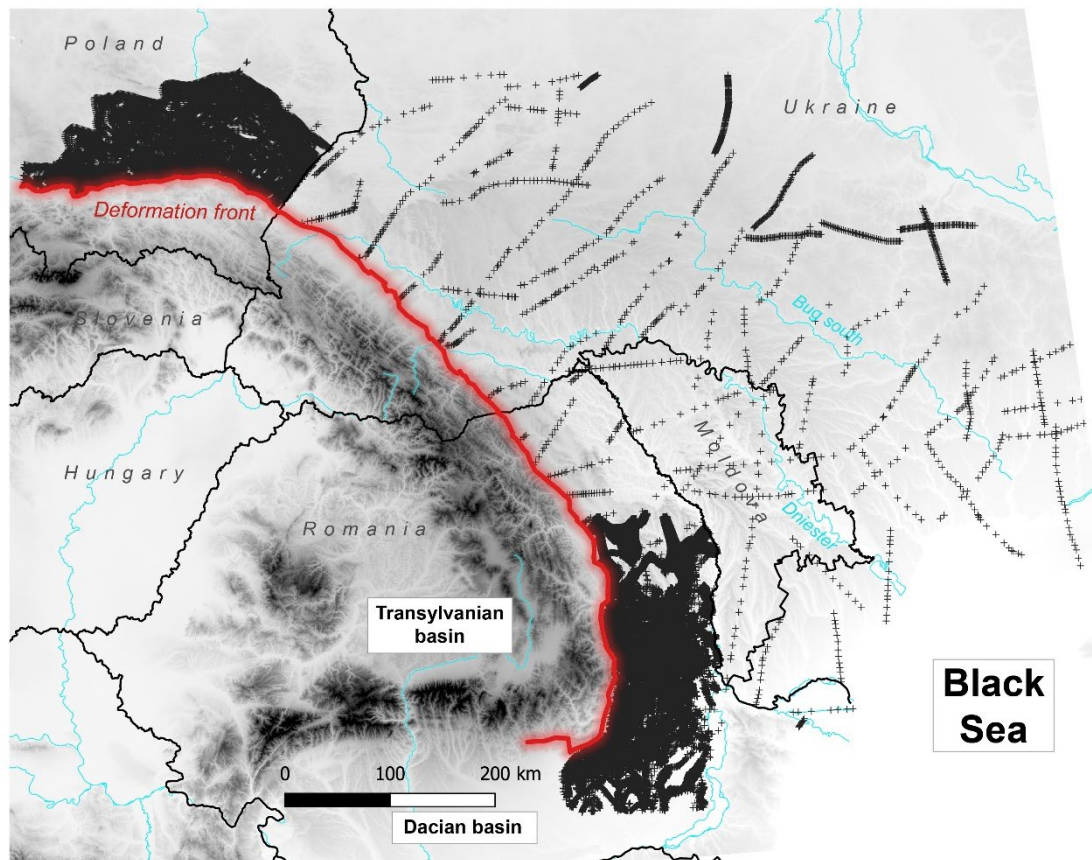 Poland
Ukraine
Deformation front
Slovenia
Bug south
Hungary
Moldova
Romania
Dniester
Transylvanian
basin
Black
Sea
0 100 200 km
Dacian basin